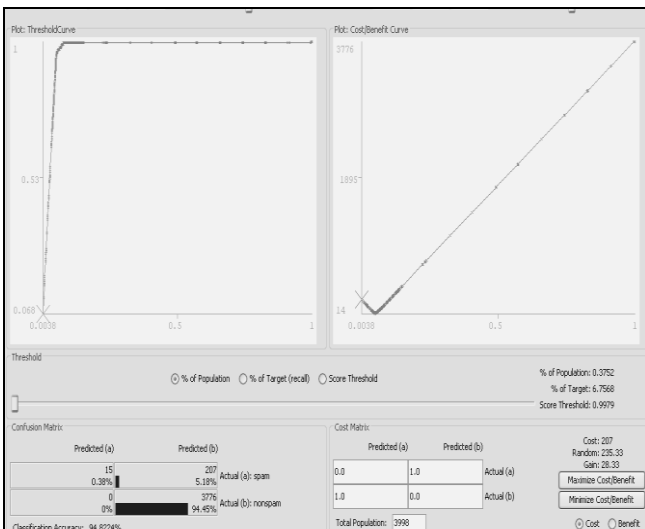 Plot: ThresholdCurve
1
0.53
0.068
0.0038
0.5
1
Plot: Cost/Benefit Curve
3776
1895
14
0.0038
0.5
1
Threshold
% of Population
% of Target (recall)
Score Threshold
% of Population: 0.3752
% of Target: 6.7568
Score Threshold: 0.9979
Confusion Matrix
Predicted (a) Predicted (b)
15 207
0.38% 5.18% Actual (a): spam
0 3776
0% 94.45% Actual (b): nonspam
Classification Accuracy: 94.8224%
Cost Matrix
Predicted (a) Predicted (b)
0.0 1.0 Actual (a)
1.0 0.0 Actual (b)
Total Population: 3998
Cost: 207
Random: 235.33
Gain: 28.33
Maximize Cost/Benefit
Minimize Cost/Benefit
Cost Benefit